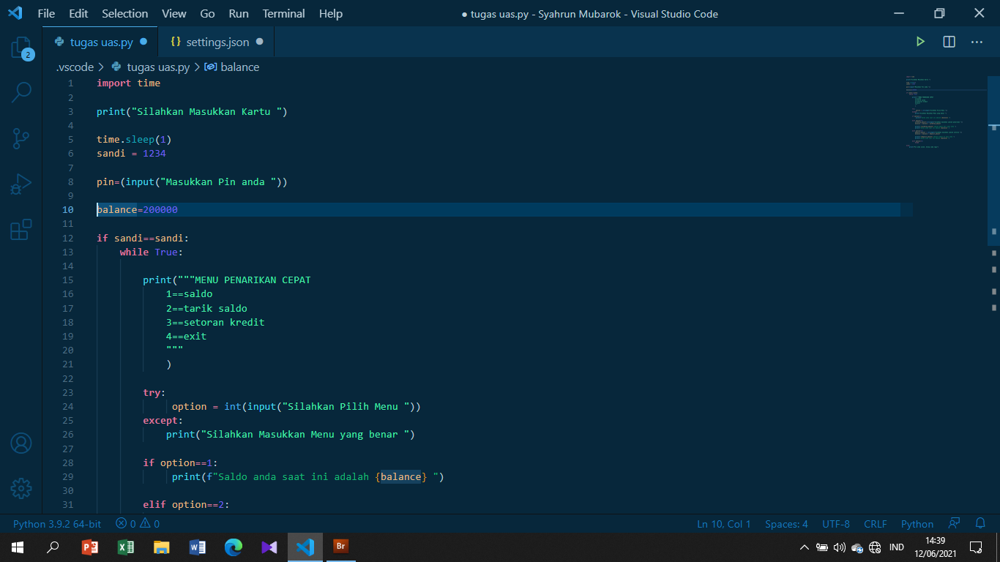 File Edit Selection View Go Run Terminal Help ● tugas uas.py - Syahrun Mubarok - Visual Studio Code
tugas uas.py ● {} settings.json ●
2
.vscode > tugas uas.py > balance
1 import time
2
3 print("Silahkan Masukkan Kartu ")
4
5 time.sleep(1)
6 sandi = 1234
7
8 pin=(input("Masukkan Pin anda "))
9
10 balance=200000
11
12 if sandi==sandi:
13 while True:
14
15 print("""MENU PENARIKAN CEPAT
16 1==saldo
17 2==tarik saldo
18 3==setoran kredit
19 4==exit
20 """
21 )
22
23 try:
24 option = int(input("Silahkan Pilih Menu "))
25 except:
26 print("Silahkan Masukkan Menu yang benar ")
27
28 if option==1:
29 print(f"Saldo anda saat ini adalah {balance} ")
30
31 elif option==2:
Python 3.9.2 64-bit 0 0 Ln 10, Col 1 Spaces: 4 UTF-8 CRLF Python
Br IND 14:39
12/06/2021